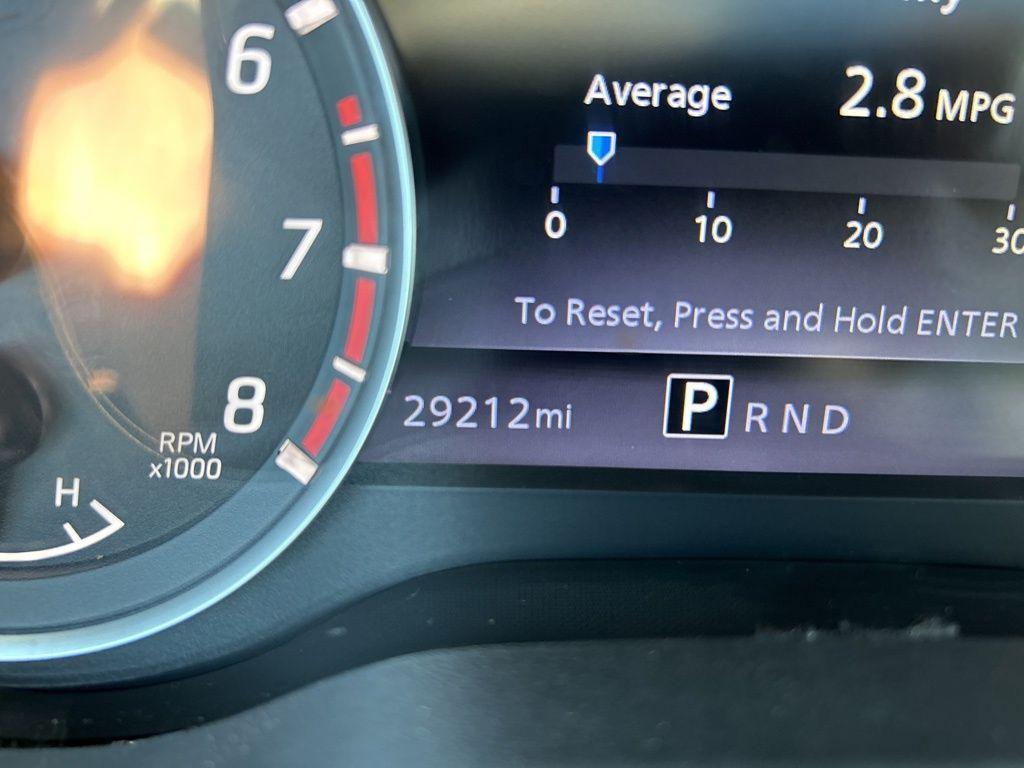 6
7
8
RPM
x1000
H
Average 2.8 MPG
0 10 20 30
To Reset, Press and Hold ENTER
29212mi P R N D